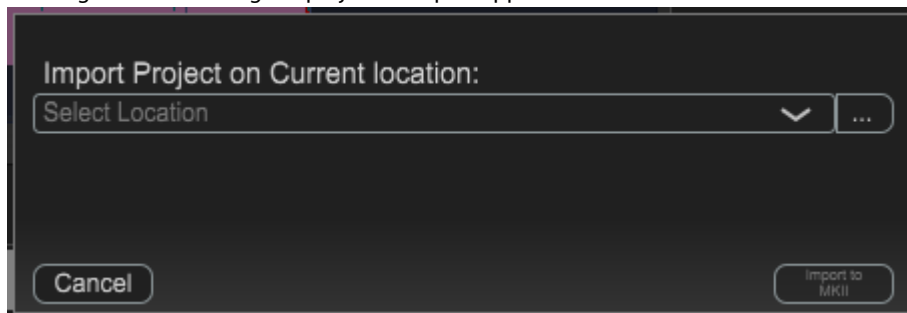 Import Project on Current location:
Select Location
...
Cancel
Import to
MKII